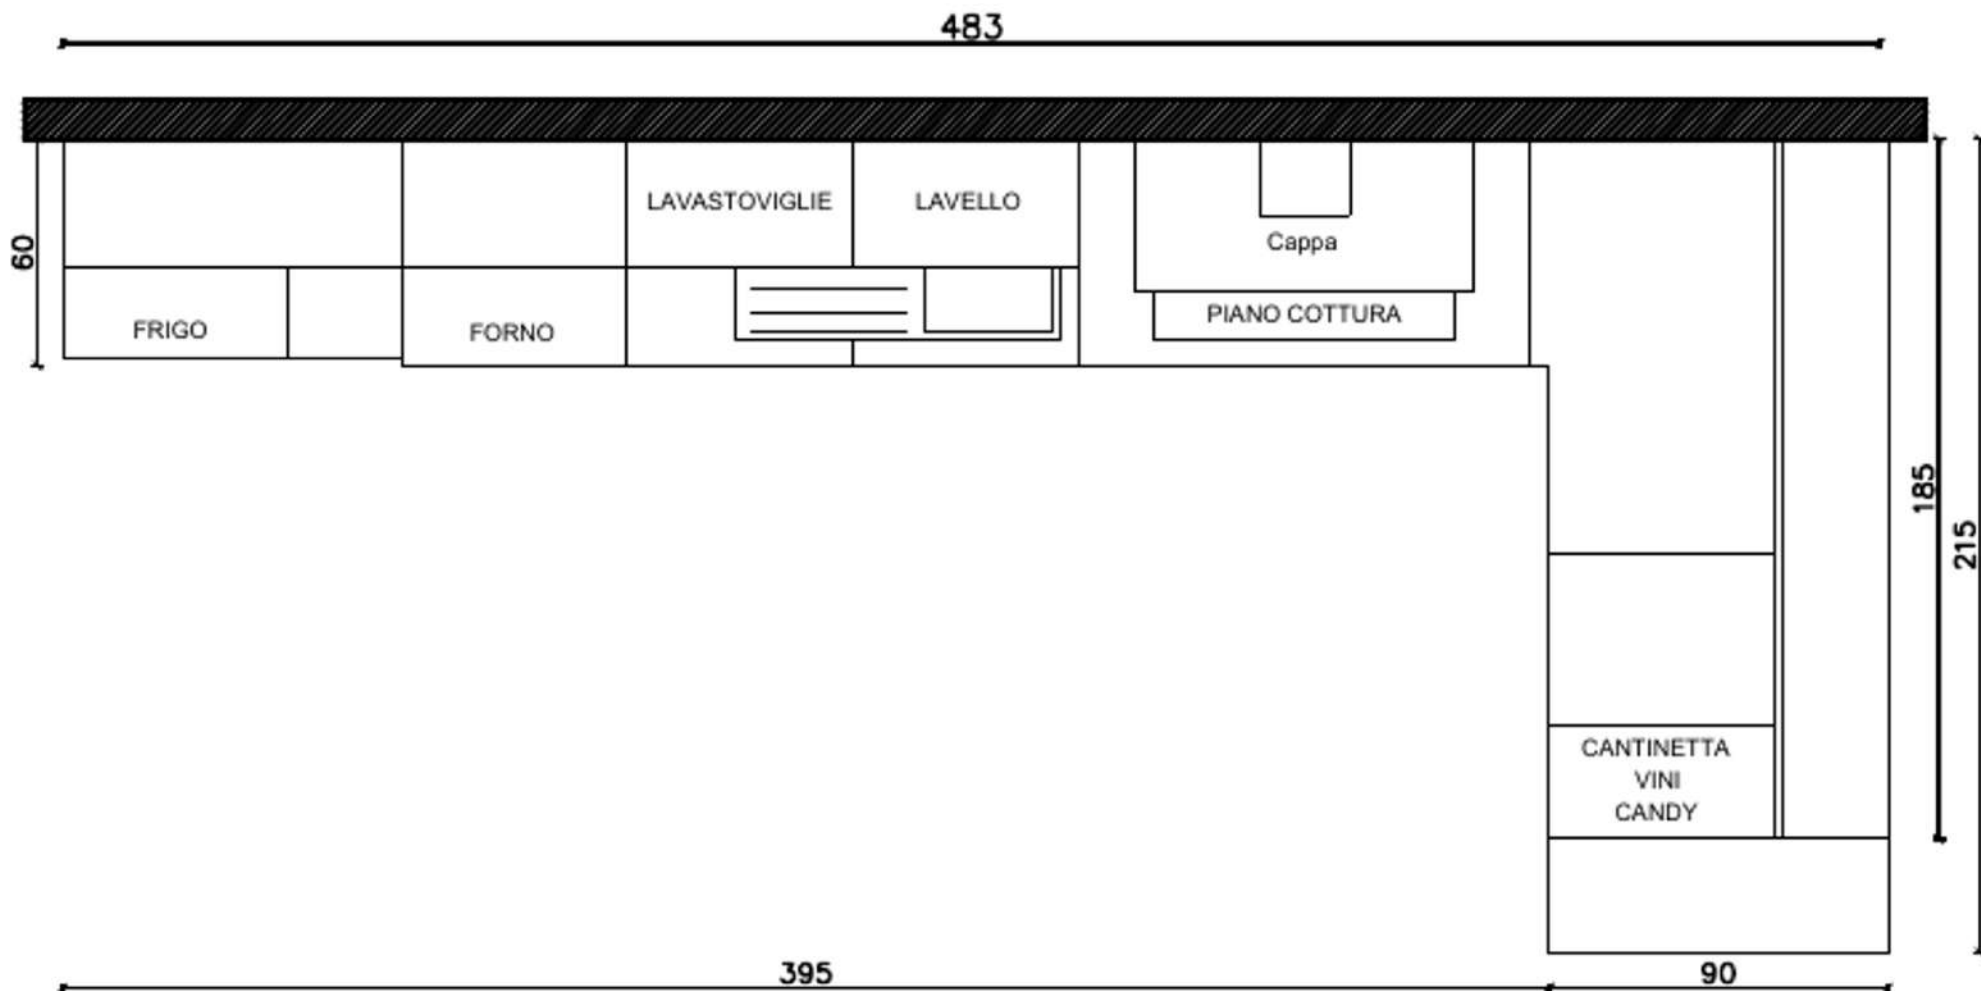 483
60
LAVASTOVIGLIE
LAVELLO
Cappa
PIANO COTTURA
FRIGO
FORNO
185
215
CANTINETTA
VINI
CANDY
395
90